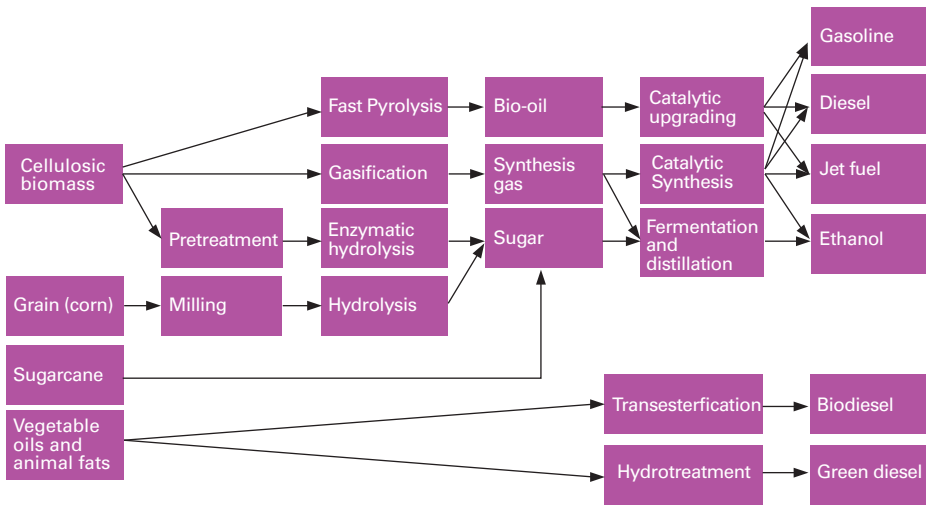 Gasoline
Fast Pyrolysis
Bio-oil
Catalytic
upgrading
Diesel
Cellulosic
biomass
Gasification
Synthesis
gas
Catalytic
Synthesis
Jet fuel
Pretreatment
Enzymatic
hydrolysis
Sugar
Fermentation
and
distillation
Ethanol
Grain (corn)
Milling
Hydrolysis
Sugarcane
Vegetable
oils and
animal fats
Transesterfication
Biodiesel
Hydrotreatment
Green diesel